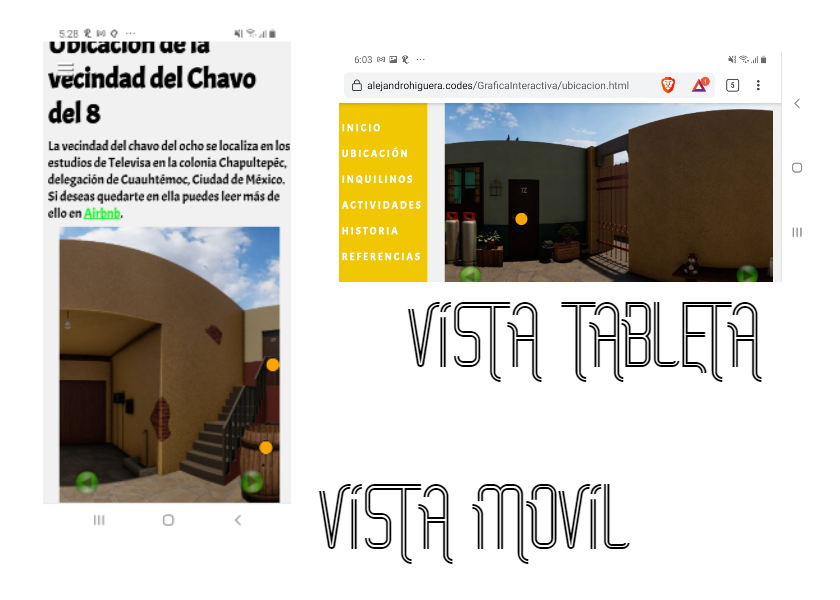 5:28
Ubicación de la
vecindad del Chavo
del 8
La vecindad del chavo del ocho se localiza en los
estudios de Televisa en la colonia Chapultepēc,
delegación de Cuauhtémoc, Ciudad de México.
Si deseas quedarte en ella puedes leer más de
ello en Airbnb.
6:03
alejandrohiguera.codes/GraficaInteractiva/ubicacion.html
1
5
INICIO
UBICACIÓN
INQUILINOS
ACTIVIDADES
HISTORIA
REFERENCIAS
VISTA TABLETA
VISTA MOVIL